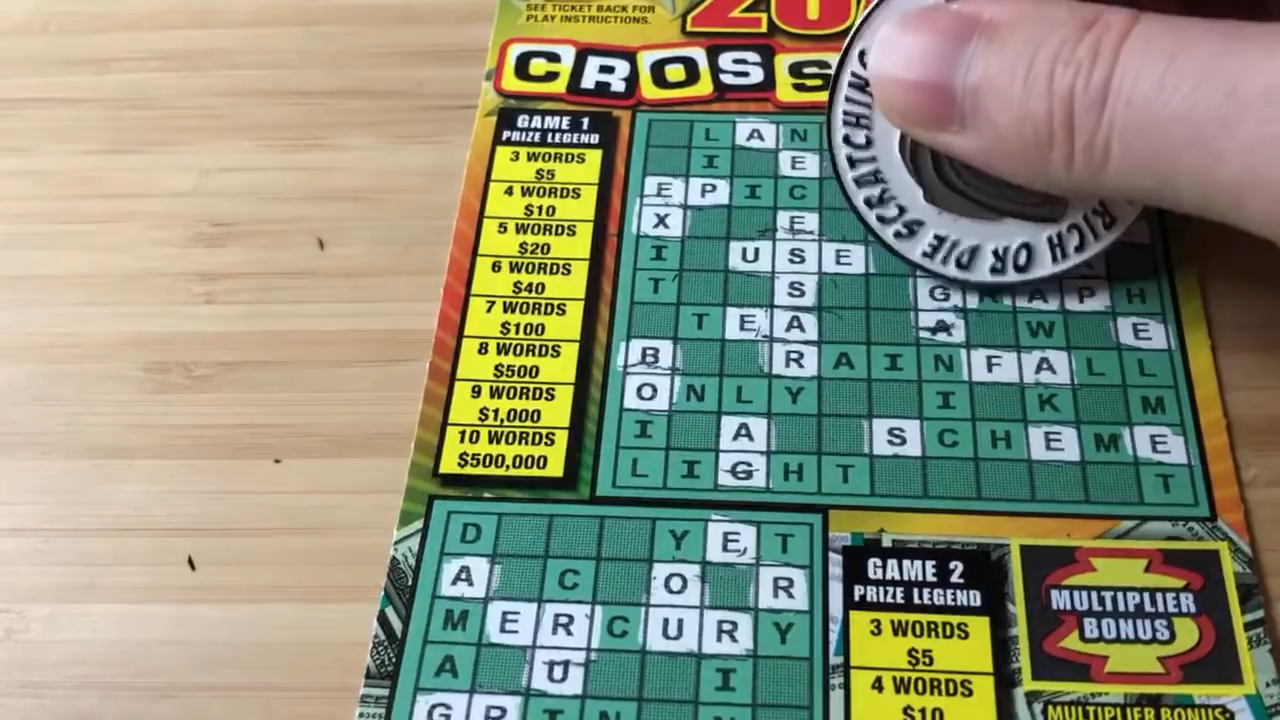 SEE TICKET BACK FOR
PLAY INSTRUCTIONS.
20
CROSS
GAME 1
PRIZE LEGEND
3 WORDS
$5
4 WORDS
$10
5 WORDS
$20
6 WORDS
$40
7 WORDS
$100
8 WORDS
$500
9 WORDS
$1,000
10 WORDS
$500,000
L A N
I E
E P I C C
X E
I U S E S E
T S G A P H
T E A A W E
B R A I N F A L L L
O N L Y I K M
I A S C H E M E
L I G H T T
SCRATCHING
RICH OR DIE
D Y E T
A C O R
M E R C U R Y
A U I
G R I N N
GAME 2
PRIZE LEGEND
3 WORDS
$5
4 WORDS
$10
MULTIPLIER
BONUS
MULTIPLIER BONUS: